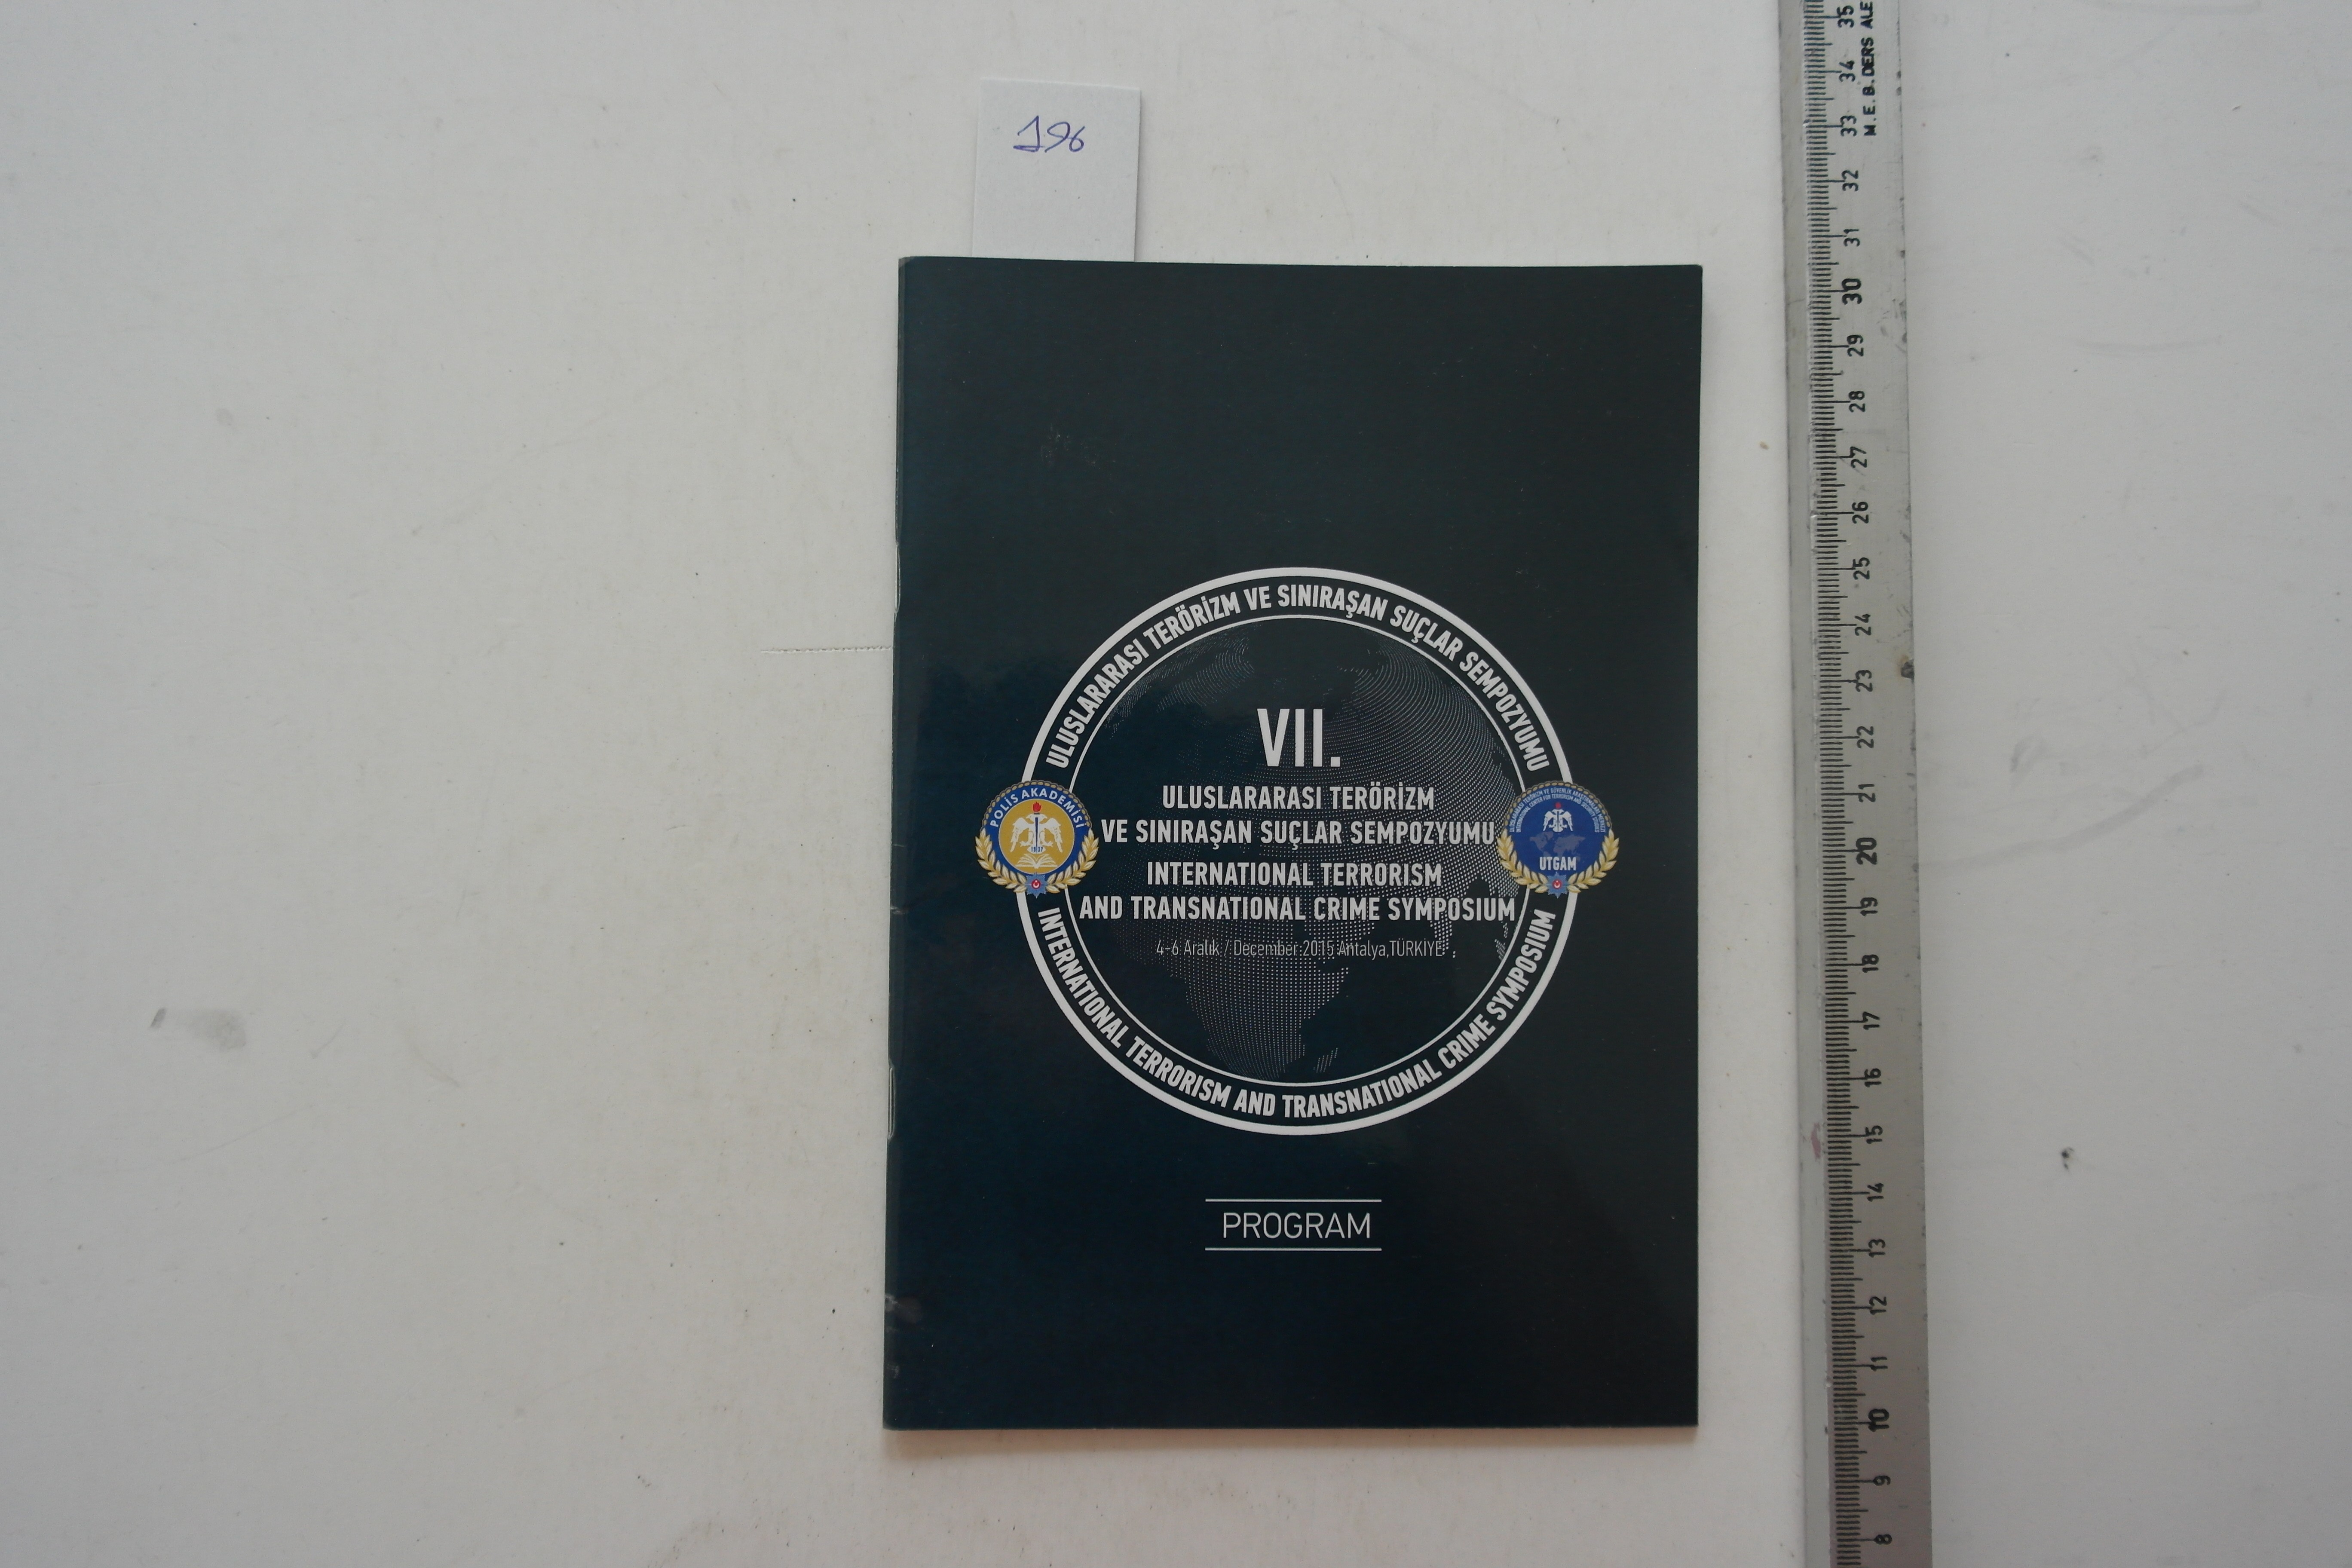 196
ULUSLARARASI TERÖRİZM VE SINIRAŞAN SUÇLAR SEMPOZYUMU
VII.
ULUSLARARASI TERÖRİZM
VE SINIRAŞAN SUÇLAR SEMPOZYUMU
INTERNATIONAL TERRORISM
AND TRANSNATIONAL CRIME SYMPOSIUM
4-6 Aralık / December 2015 Antalya,TÜRKİYE
POLİS AKADEMİSİ
1937
UTGAM
INTERNATIONAL TERRORISM AND TRANSNATIONAL CRIME SYMPOSIUM
PROGRAM
M.E.B. DERS ALE
35
34
33
32
31
30
29
28
27
26
25
24
23
22
21
20
19
18
17
16
15
14
13
12
11
10
9
8